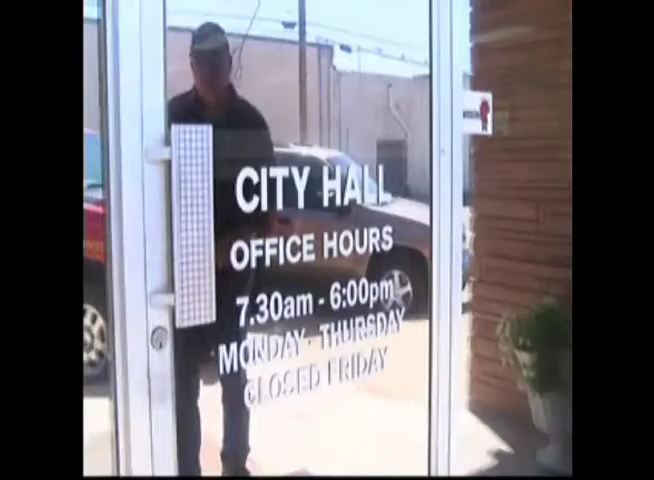 CITY HALL
OFFICE HOURS
7.30am - 6:00pm
MONDAY - THURSDAY
CLOSED FRIDAY